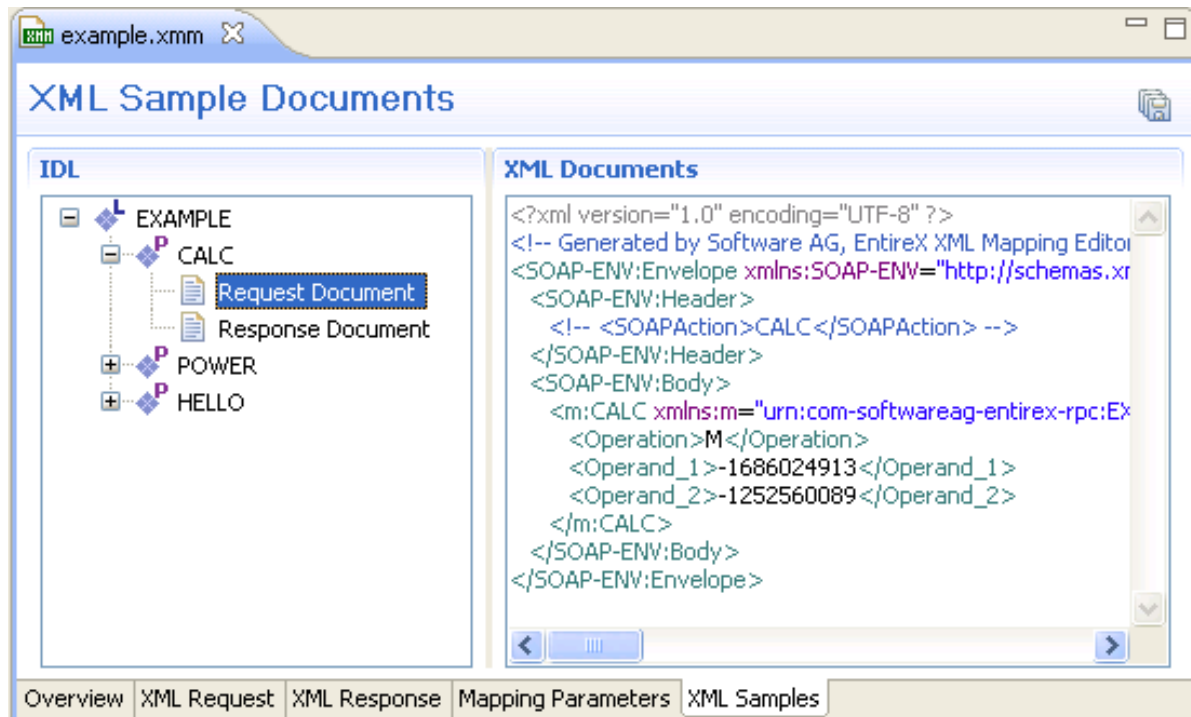 example.xmm
XML Sample Documents
IDL
EXAMPLE
CALC
Request Document
Response Document
POWER
HELLO
XML Documents
<?xml version="1.0" encoding="UTF-8" ?>
<!-- Generated by Software AG, EntireX XML Mapping Editor
<SOAP-ENV:Envelope xmlns:SOAP-ENV="http://schemas.xm
<SOAP-ENV:Header>
<!-- <SOAPAction>CALC</SOAPAction> -->
</SOAP-ENV:Header>
<SOAP-ENV:Body>
<m:CALC xmlns:m="urn:com-softwareag-entirex-rpc:EX
<Operation>M</Operation>
<Operand_1>-1686024913</Operand_1>
<Operand_2>-1252560089</Operand_2>
</m:CALC>
</SOAP-ENV:Body>
</SOAP-ENV:Envelope>
Overview XML Request XML Response Mapping Parameters XML Samples